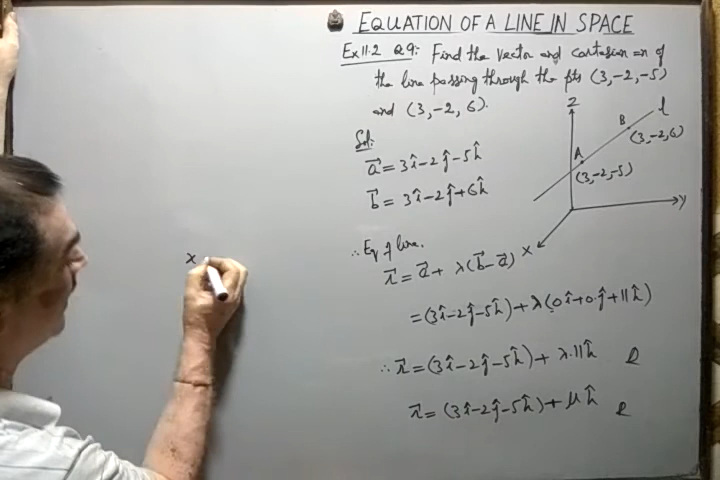 EQUATION OF A LINE IN SPACE
Ex 11.2 Q9: Find the vector and cartesian en of
the line passing through the pts (3,-2,-5)
and (3,-2,6).
Sol:
a⃗ = 3î-2ĵ-5k̂
b⃗ = 3î-2ĵ+6k̂
∴ Eq of line.
r⃗ = a⃗ + λ(b⃗-a⃗)
= (3î-2ĵ-5k̂)+λ(0î+0.ĵ+11k̂)
∴ r⃗ = (3î-2ĵ-5k̂)+ λ.11k̂
r⃗ = (3î-2ĵ-5k̂)+ μk̂
Z
l
B
(3,-2,6)
A
(3,-2,-5)
Y
X
x